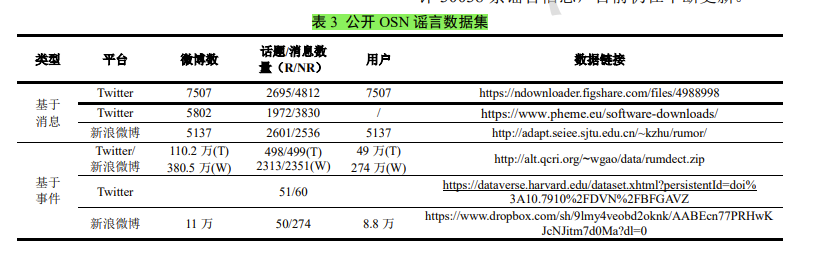 表 3 公开 OSN 谣言数据集
类型 平台 微博数 话题/消息数量（R/NR） 用户 数据链接
基于消息 Twitter 7507 2695/4812 7507 https://ndownloader.figshare.com/files/4988998
Twitter 5802 1972/3830 / https://www.pheme.eu/software-downloads/
新浪微博 5137 2601/2536 5137 http://adapt.seiee.sjtu.edu.cn/~kzhu/rumor/
基于事件 Twitter/ 110.2 万(T) 498/499(T) 49 万(T) http://alt.qcri.org/~wgao/data/rumdect.zip
新浪微博 380.5 万(W) 2313/2351(W) 274 万(W)
Twitter 51/60 https://dataverse.harvard.edu/dataset.xhtml?persistentId=doi%
3A10.7910%2FDVN%2FBFGAVZ
新浪微博 11 万 50/274 8.8 万 https://www.dropbox.com/sh/9lmy4veobd2oknk/AABEcn77PRHwK
JcNJitm7d0Ma?dl=0